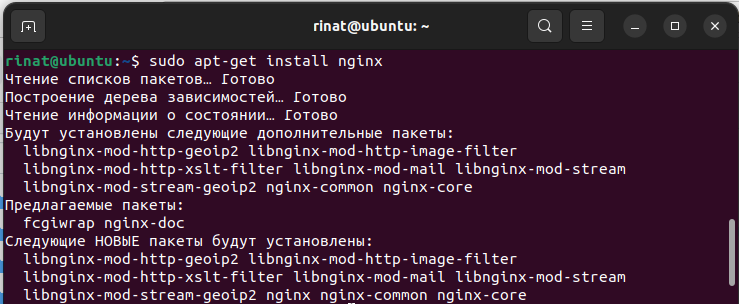 rinat@ubuntu: ~
rinat@ubuntu:~$ sudo apt-get install nginx
Чтение списков пакетов… Готово
Построение дерева зависимостей… Готово
Чтение информации о состоянии… Готово
Будут установлены следующие дополнительные пакеты:
  libnginx-mod-http-geoip2 libnginx-mod-http-image-filter
  libnginx-mod-http-xslt-filter libnginx-mod-mail libnginx-mod-stream
  libnginx-mod-stream-geoip2 nginx-common nginx-core
Предлагаемые пакеты:
  fcgiwrap nginx-doc
Следующие НОВЫЕ пакеты будут установлены:
  libnginx-mod-http-geoip2 libnginx-mod-http-image-filter
  libnginx-mod-http-xslt-filter libnginx-mod-mail libnginx-mod-stream
  libnginx-mod-stream-geoip2 nginx nginx-common nginx-core